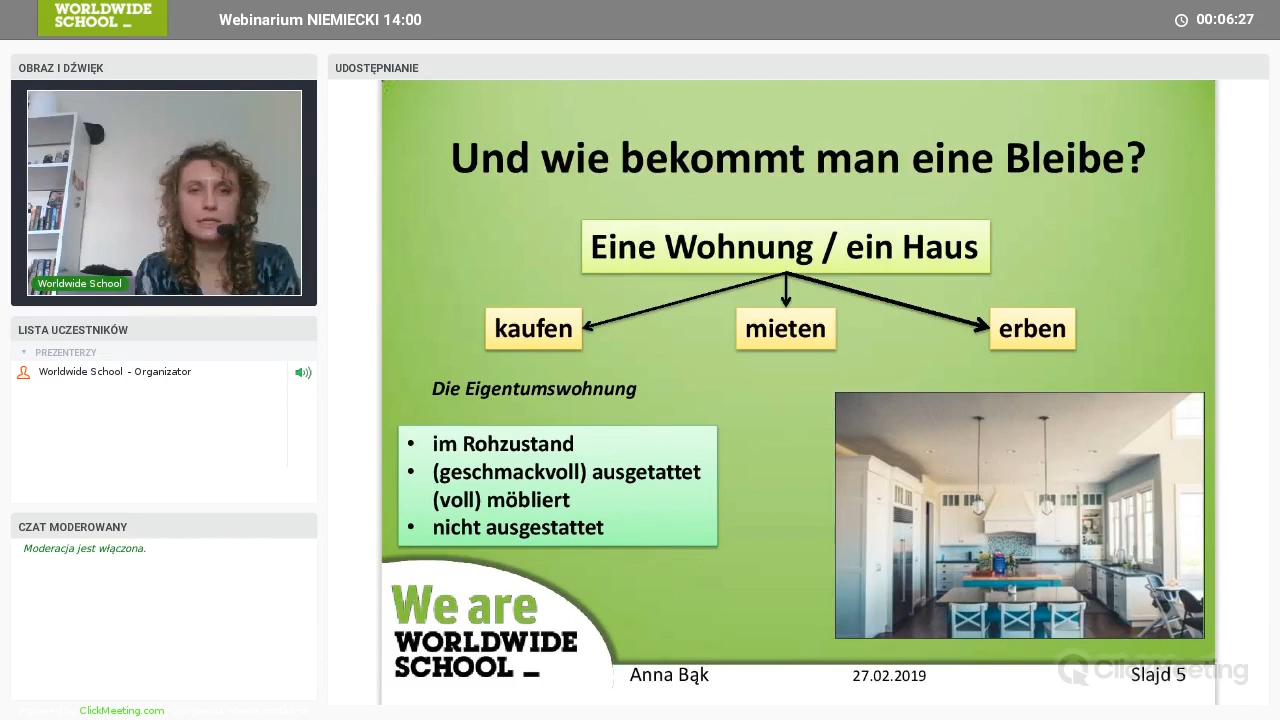 WORLDWIDE
SCHOOL _
Webinarium NIEMIECKI 14:00
00:06:27
OBRAZ I DŹWIĘK
Worldwide School
LISTA UCZESTNIKÓW
PREZENTERZY
Worldwide School - Organizator
CZAT MODEROWANY
Moderacja jest włączona.
ClickMeeting.com
UDOSTĘPNIANIE
Und wie bekommt man eine Bleibe?
Eine Wohnung / ein Haus
kaufen
mieten
erben
Die Eigentumswohnung
• im Rohzustand
• (geschmackvoll) ausgetattet
(voll) möbliert
• nicht ausgestattet
We are
WORLDWIDE
SCHOOL _
Anna Bąk
27.02.2019
Slajd 5
ClickMeeting